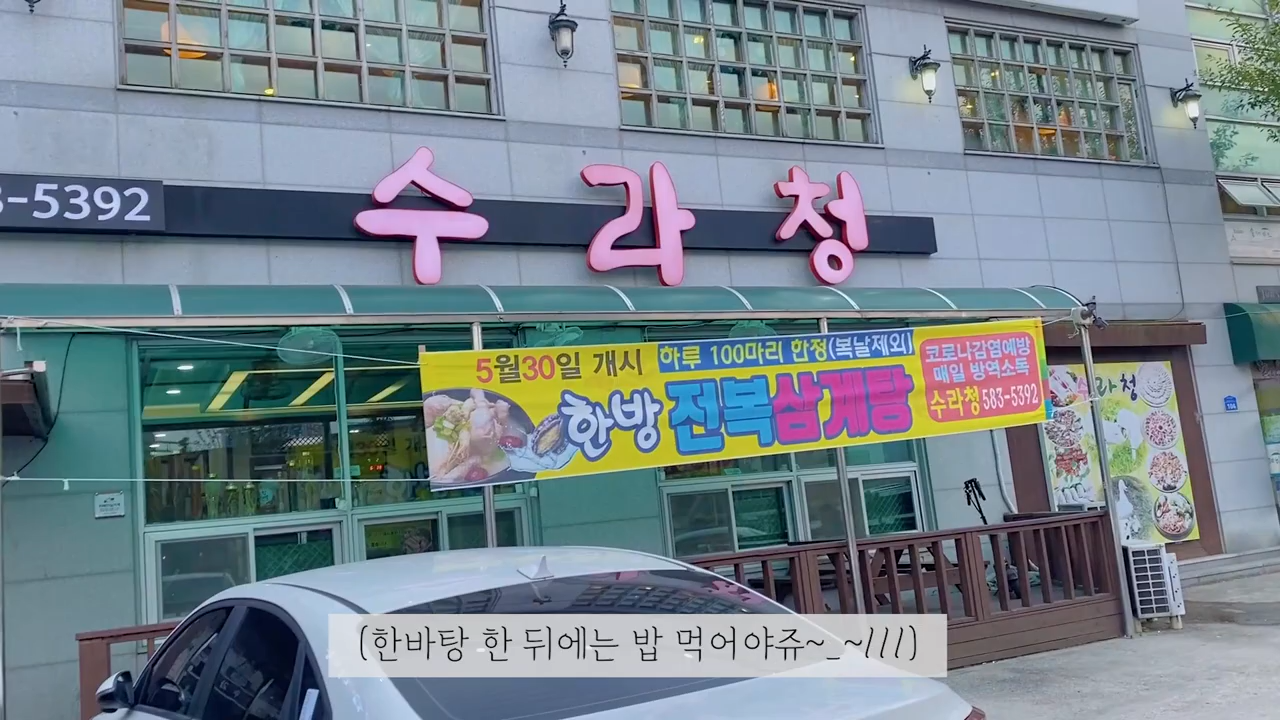 3-5392
수라청
5월30일 개시
하루 100마리 한정(복날제외)
한방 전복삼계탕
코로나감염예방
매일 방역소독
수라청 583-5392
수라청
(한바탕 한 뒤에는 밥 먹어야쥬~_~///)